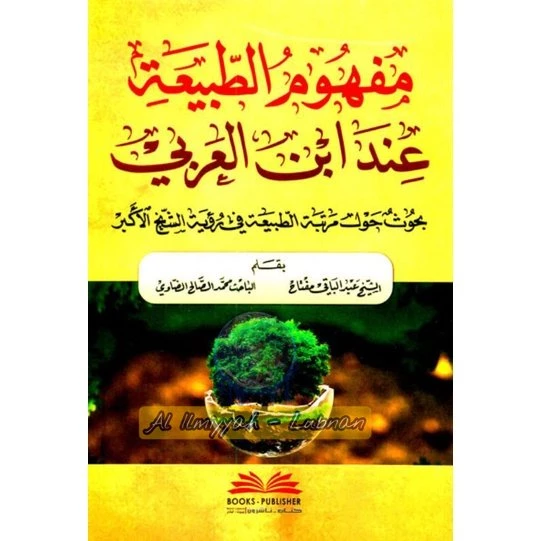 مفهوم الطبيعة
عند ابن العربي
بحوث حول مرتبة الطبيعة في رؤية الشيخ الأكبر
بقلم
الشيخ عبد الباقي مفتاح
الباحث محمد الصالح الضاوي
Al Ilmiyyah - Lubnan
BOOKS - PUBLISHER
كتاب - ناشرون